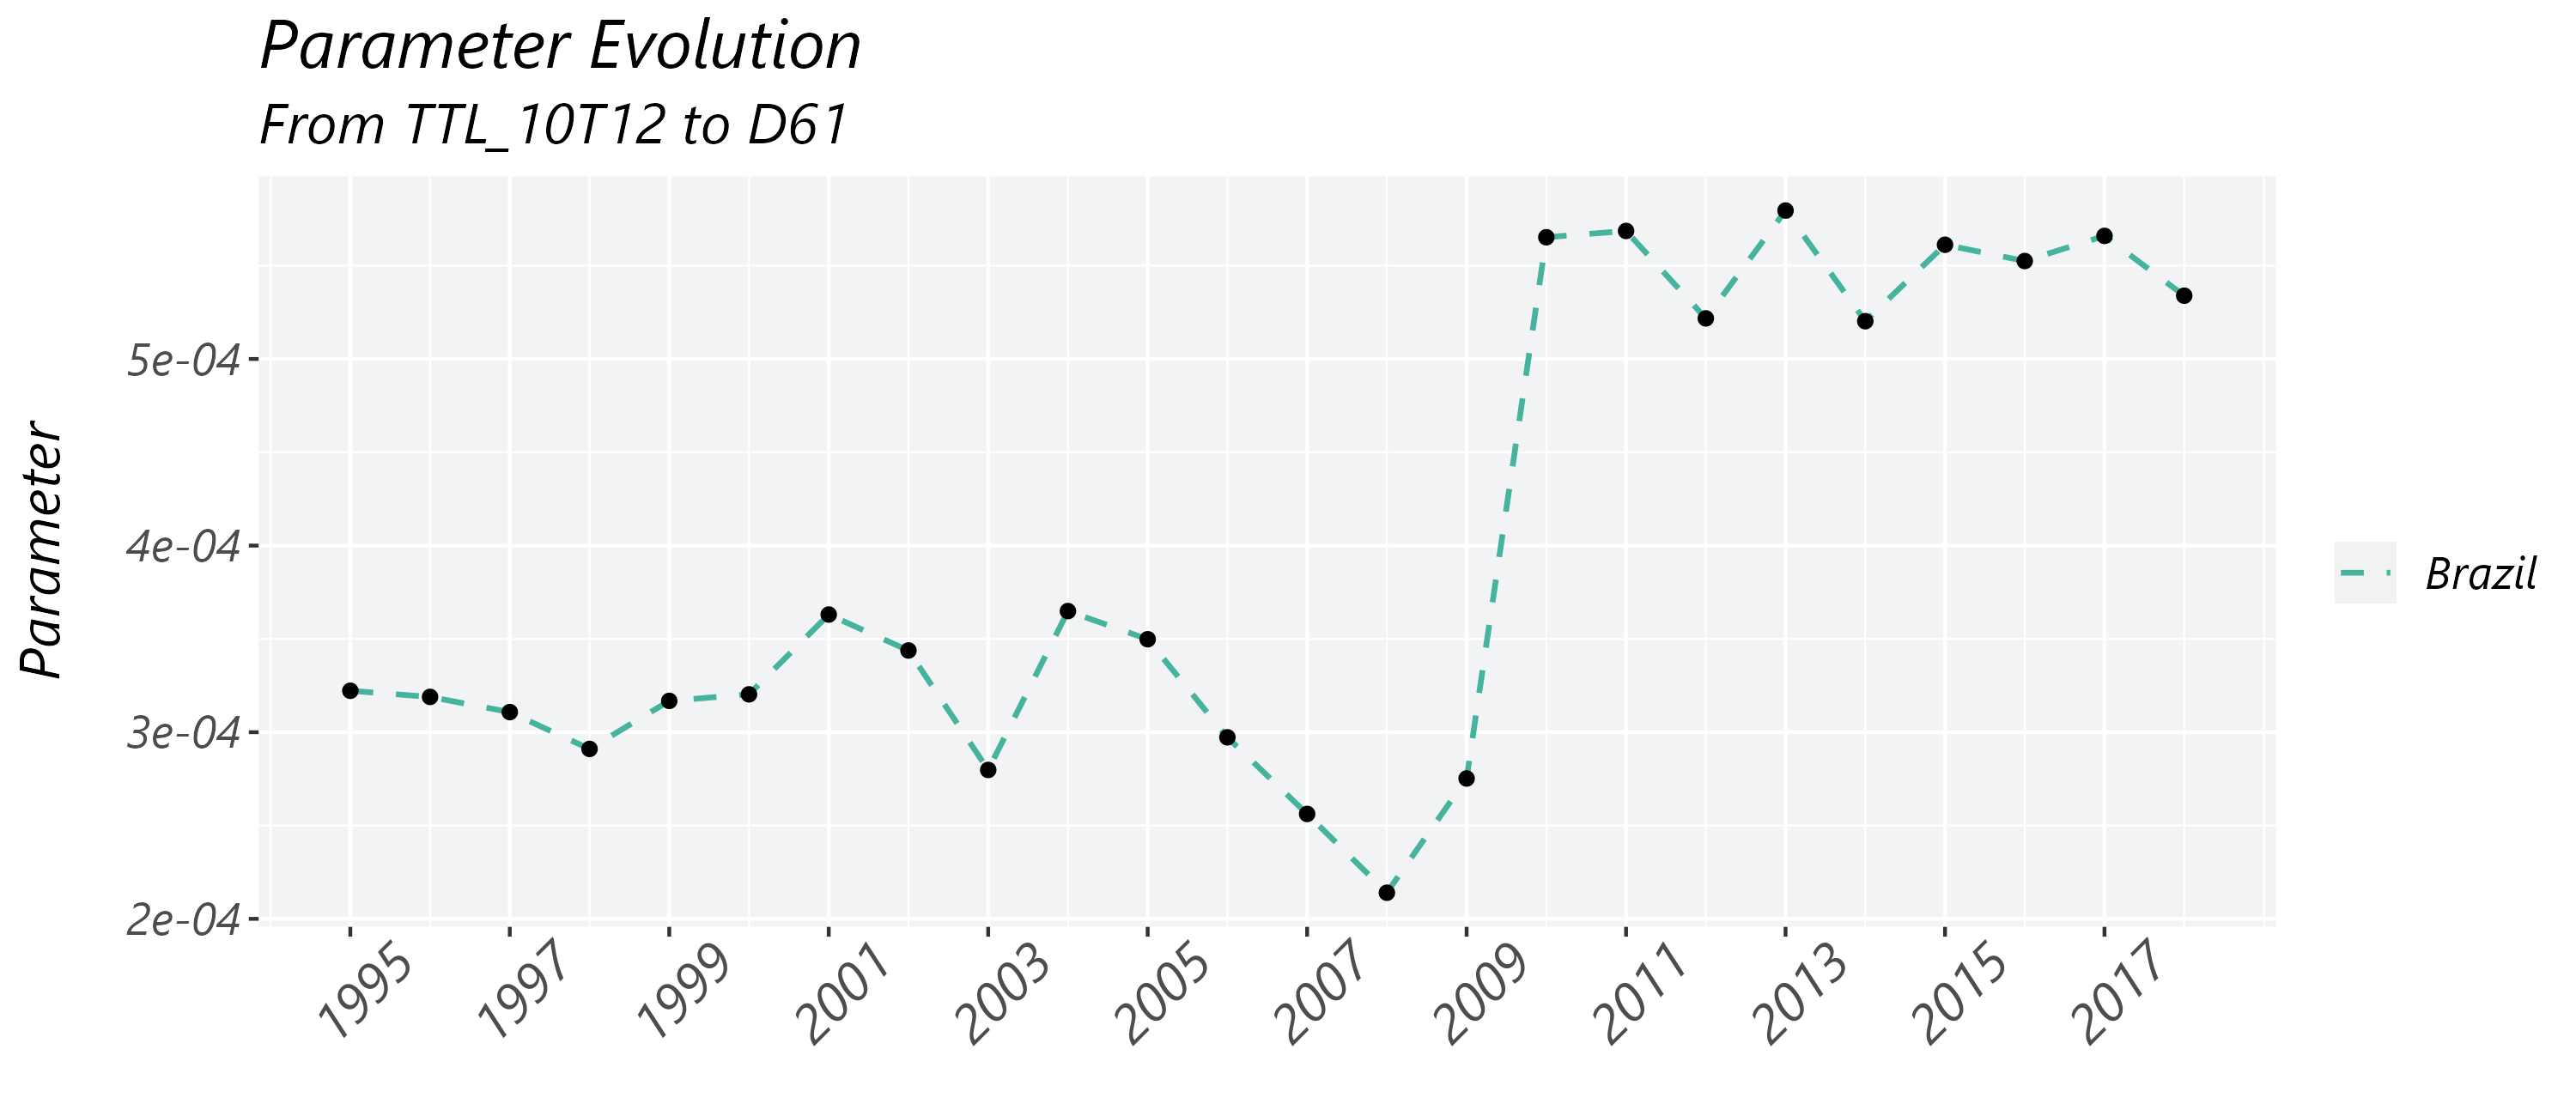 Parameter Evolution
From TTL_10T12 to D61
Parameter
5e-04
4e-04
3e-04
2e-04
1995
1997
1999
2001
2003
2005
2007
2009
2011
2013
2015
2017
Brazil